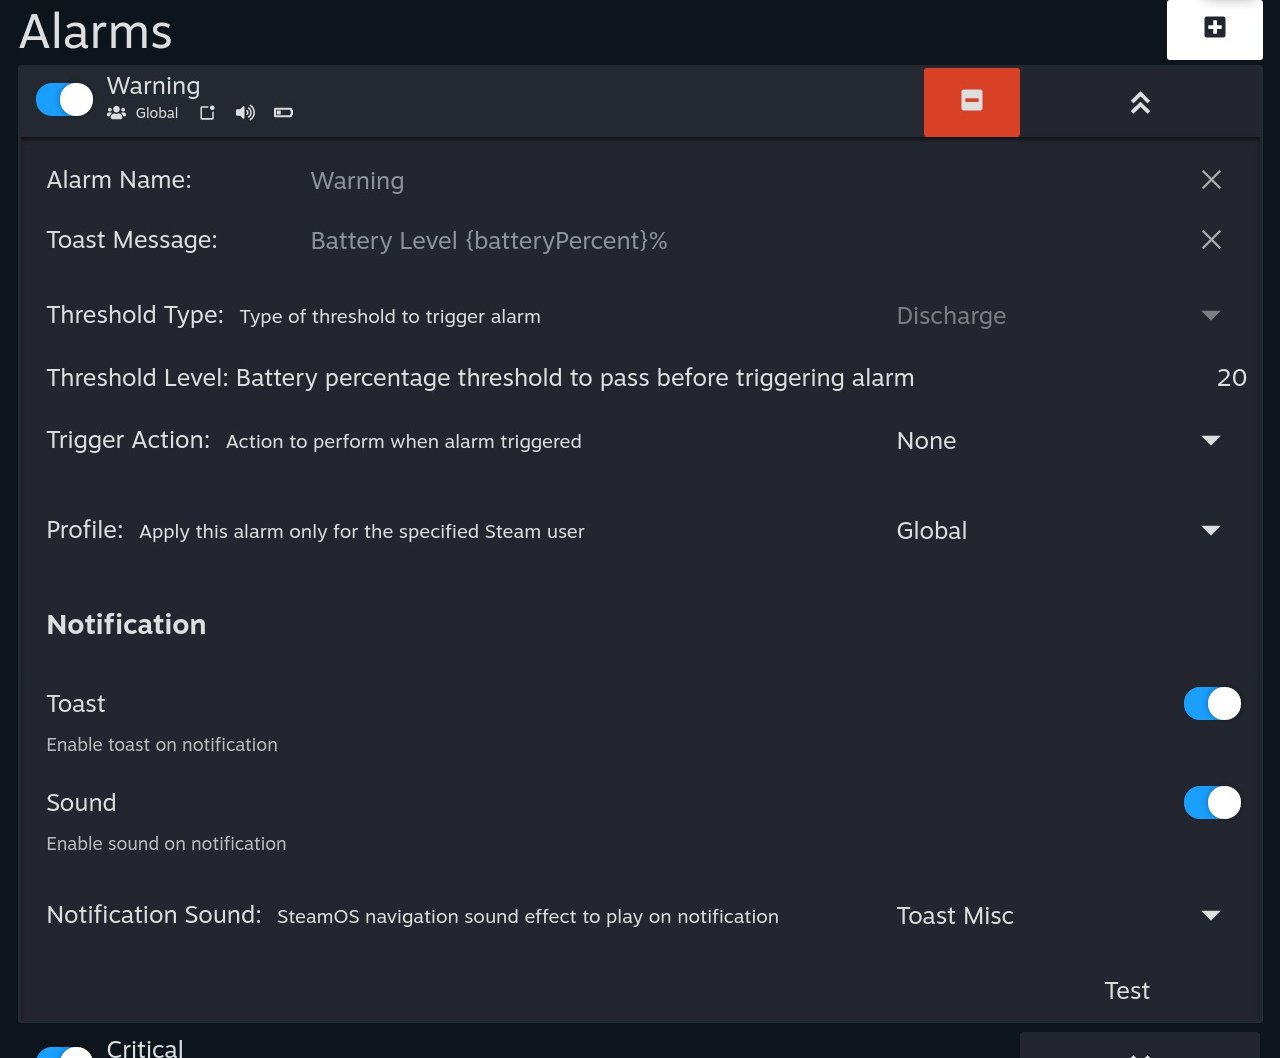 Alarms
Warning
Global
Alarm Name: Warning
Toast Message: Battery Level {batteryPercent}%
Threshold Type: Type of threshold to trigger alarm Discharge
Threshold Level: Battery percentage threshold to pass before triggering alarm 20
Trigger Action: Action to perform when alarm triggered None
Profile: Apply this alarm only for the specified Steam user Global
Notification
Toast
Enable toast on notification
Sound
Enable sound on notification
Notification Sound: SteamOS navigation sound effect to play on notification Toast Misc
Test
Critical